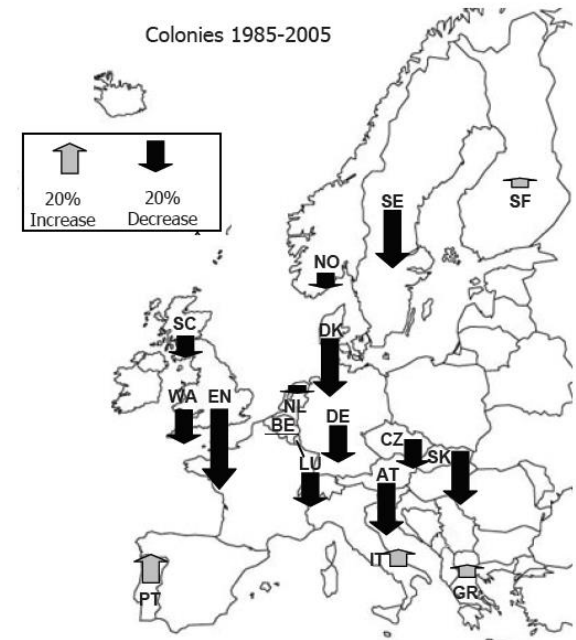 Colonies 1985-2005
20% Increase
20% Decrease
SE
SF
NO
SC
DK
WA
EN
NL
BE
DE
CZ
SK
LU
AT
IT
PT
GR